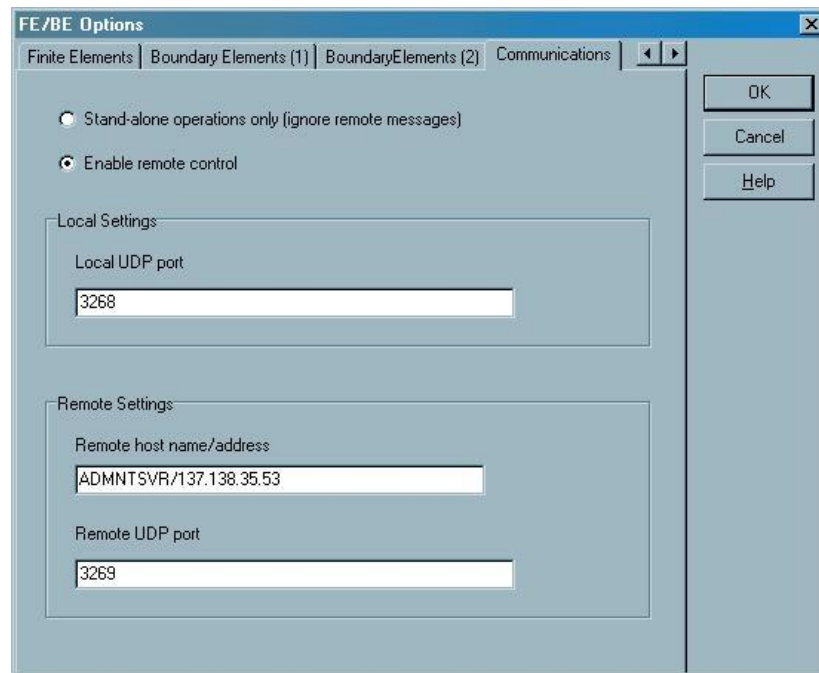 FE/BE Options
Finite Elements Boundary Elements (1) BoundaryElements (2) Communications
OK
Cancel
Help
Stand-alone operations only (ignore remote messages)
Enable remote control
Local Settings
Local UDP port
3268
Remote Settings
Remote host name/address
ADMNTSVR/137.138.35.53
Remote UDP port
3269